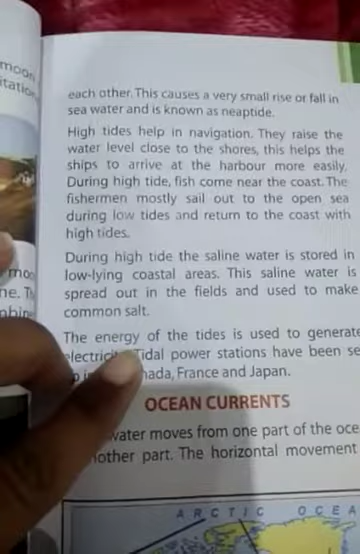 moon
itation
each other. This causes a very small rise or fall in
sea water and is known as neaptide.
High tides help in navigation. They raise the
water level close to the shores, this helps the
ships to arrive at the harbour more easily.
During high tide, fish come near the coast. The
fishermen mostly sail out to the open sea
during low tides and return to the coast with
high tides.
During high tide the saline water is stored in
low-lying coastal areas. This saline water is
spread out in the fields and used to make
common salt.
The energy of the tides is used to generate
electricity. Tidal power stations have been se
nada, France and Japan.
OCEAN CURRENTS
water moves from one part of the oce
nother part. The horizontal movement
ARCTIC OCEA